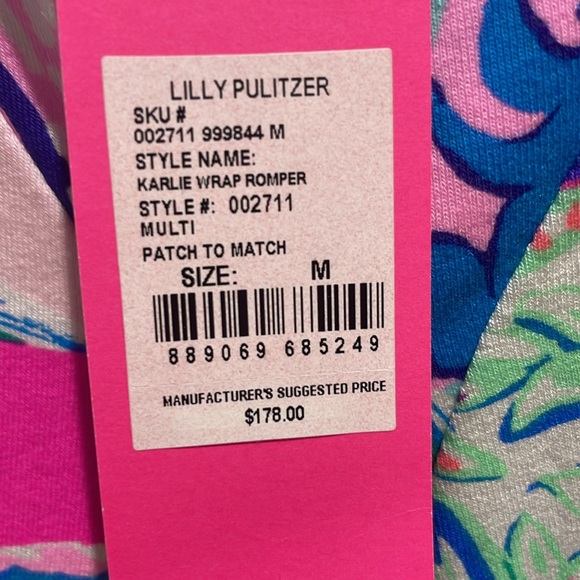 LILLY PULITZER
SKU #
002711 999844 M
STYLE NAME:
KARLIE WRAP ROMPER
STYLE #: 002711
MULTI
PATCH TO MATCH
SIZE: M
889069 685249
MANUFACTURER'S SUGGESTED PRICE
$178.00